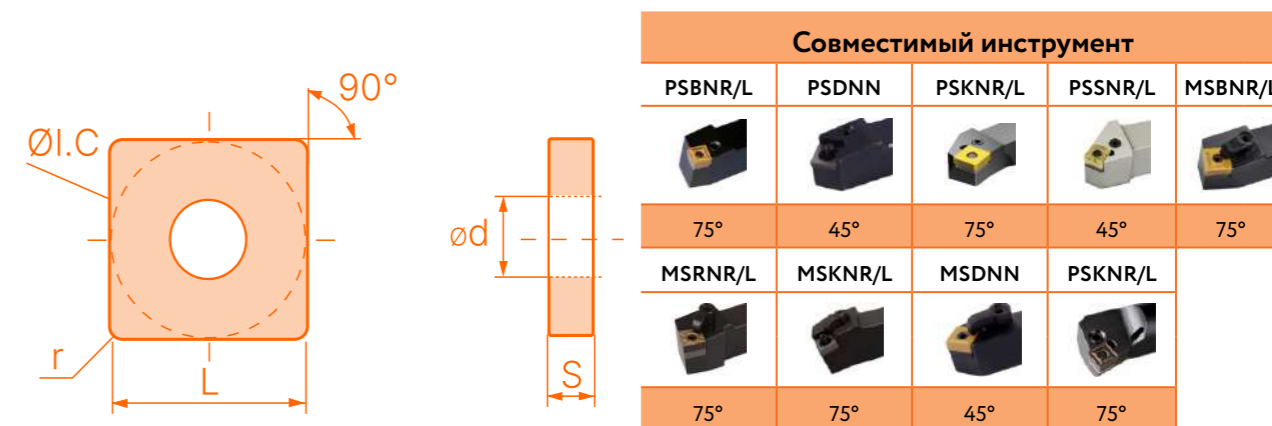 90°
ØI.C
r
L
ød
S
Совместимый инструмент
PSBNR/L PSDNN PSKNR/L PSSNR/L MSBNR/L
75° 45° 75° 45° 75°
MSRNR/L MSKNR/L MSDNN PSKNR/L
75° 75° 45° 75°